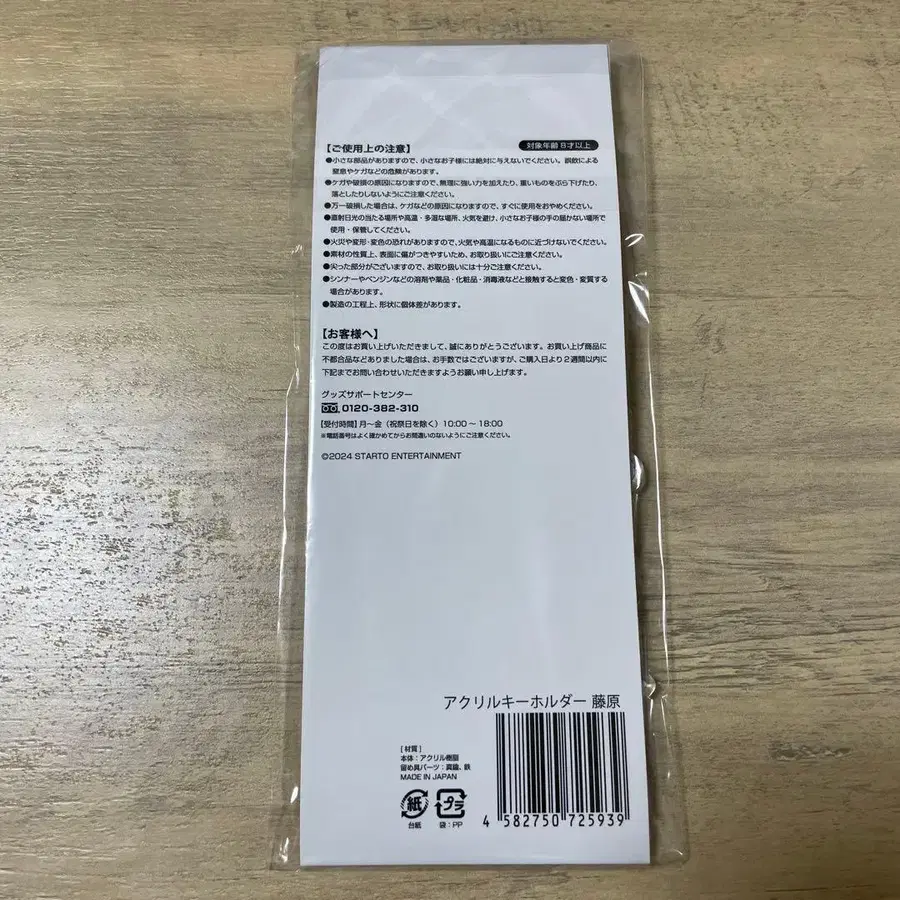 【ご使用上の注意】
対象年齢 8才以上
●小さな部品がありますので、小さなお子様には絶対に与えないでください。誤飲による
窒息やケガなどの危険があります。
●ケガや破損の原因になりますので、無理に強い力を加えたり、重いものをぶら下げたり、
落としたりしないようにご注意ください。
●万一破損した場合は、ケガなどの原因になりますので、すぐに使用をおやめください。
●直射日光の当たる場所や高温・多湿な場所、火気を避け、小さなお子様の手の届かない場所で
使用・保管してください。
●火災や変形・変色の恐れがありますので、火気や高温になるものに近づけないでください。
●素材の性質上、表面に傷がつきやすいため、お取り扱いにご注意ください。
●尖った部分がございますので、お取り扱いには十分ご注意ください。
●シンナーやベンジンなどの溶剤や薬品・化粧品・消毒液などと接触すると変色・変質する
場合があります。
●製造の工程上、形状に個体差があります。
【お客様へ】
この度はお買い上げいただきまして、誠にありがとうございます。お買い上げ商品に
不都合品などありました場合は、お手数ではございますが、ご購入日より2週間以内に
下記までお問い合わせいただきますようお願い申し上げます。
グッズサポートセンター
0120-382-310
【受付時間】月～金（祝祭日を除く）10:00～18:00
※電話番号はよく確かめてからお間違いのないようにご注意ください。
©2024 STARTO ENTERTAINMENT
アクリルキーホルダー 藤原
[材質]
本体：アクリル樹脂
留め具パーツ：真鍮、鉄
MADE IN JAPAN
紙 プラ
台紙 袋：PP
4 582750 725939